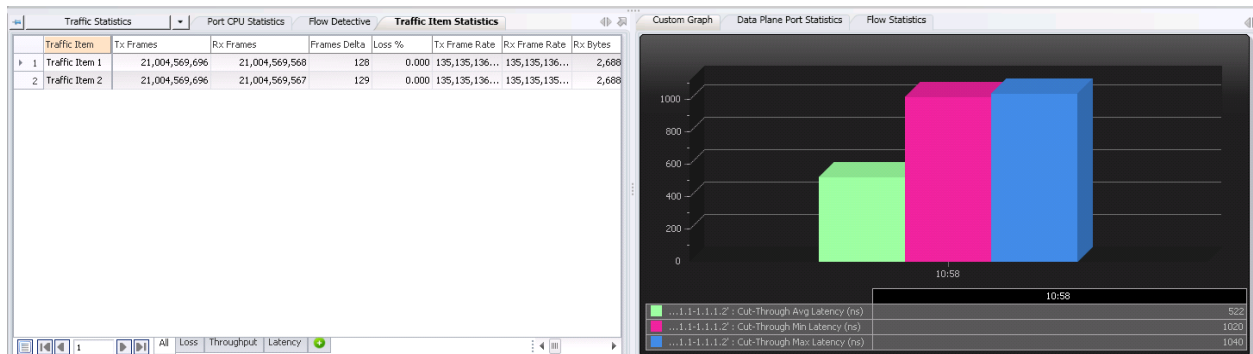 Traffic Statistics
Port CPU Statistics
Flow Detective
Traffic Item Statistics
Traffic Item Tx Frames Rx Frames Frames Delta Loss % Tx Frame Rate Rx Frame Rate Rx Bytes
1 Traffic Item 1 21,004,569,696 21,004,569,568 128 0.000 135,135,136... 135,135,136... 2,688
2 Traffic Item 2 21,004,569,696 21,004,569,567 129 0.000 135,135,136... 135,135,135... 2,688
1
All Loss Throughput Latency
Custom Graph
Data Plane Port Statistics
Flow Statistics
1000
800
600
400
200
0
10:58
10:58
...1.1-1.1.1.2' : Cut-Through Avg Latency (ns) 522
...1.1-1.1.1.2' : Cut-Through Min Latency (ns) 1020
...1.1-1.1.1.2' : Cut-Through Max Latency (ns) 1040